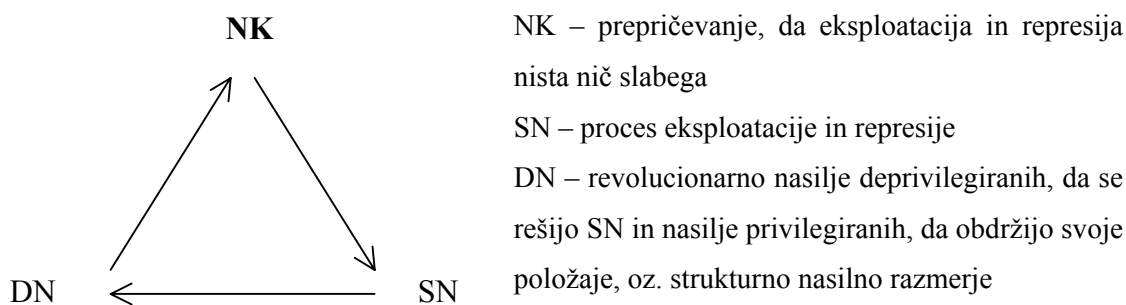 NK
DN
SN
NK – prepričevanje, da eksploatacija in represija
nista nič slabega
SN – proces eksploatacije in represije
DN – revolucionarno nasilje deprivilegiranih, da se
rešijo SN in nasilje privilegiranih, da obdržijo svoje
položaje, oz. strukturno nasilno razmerje